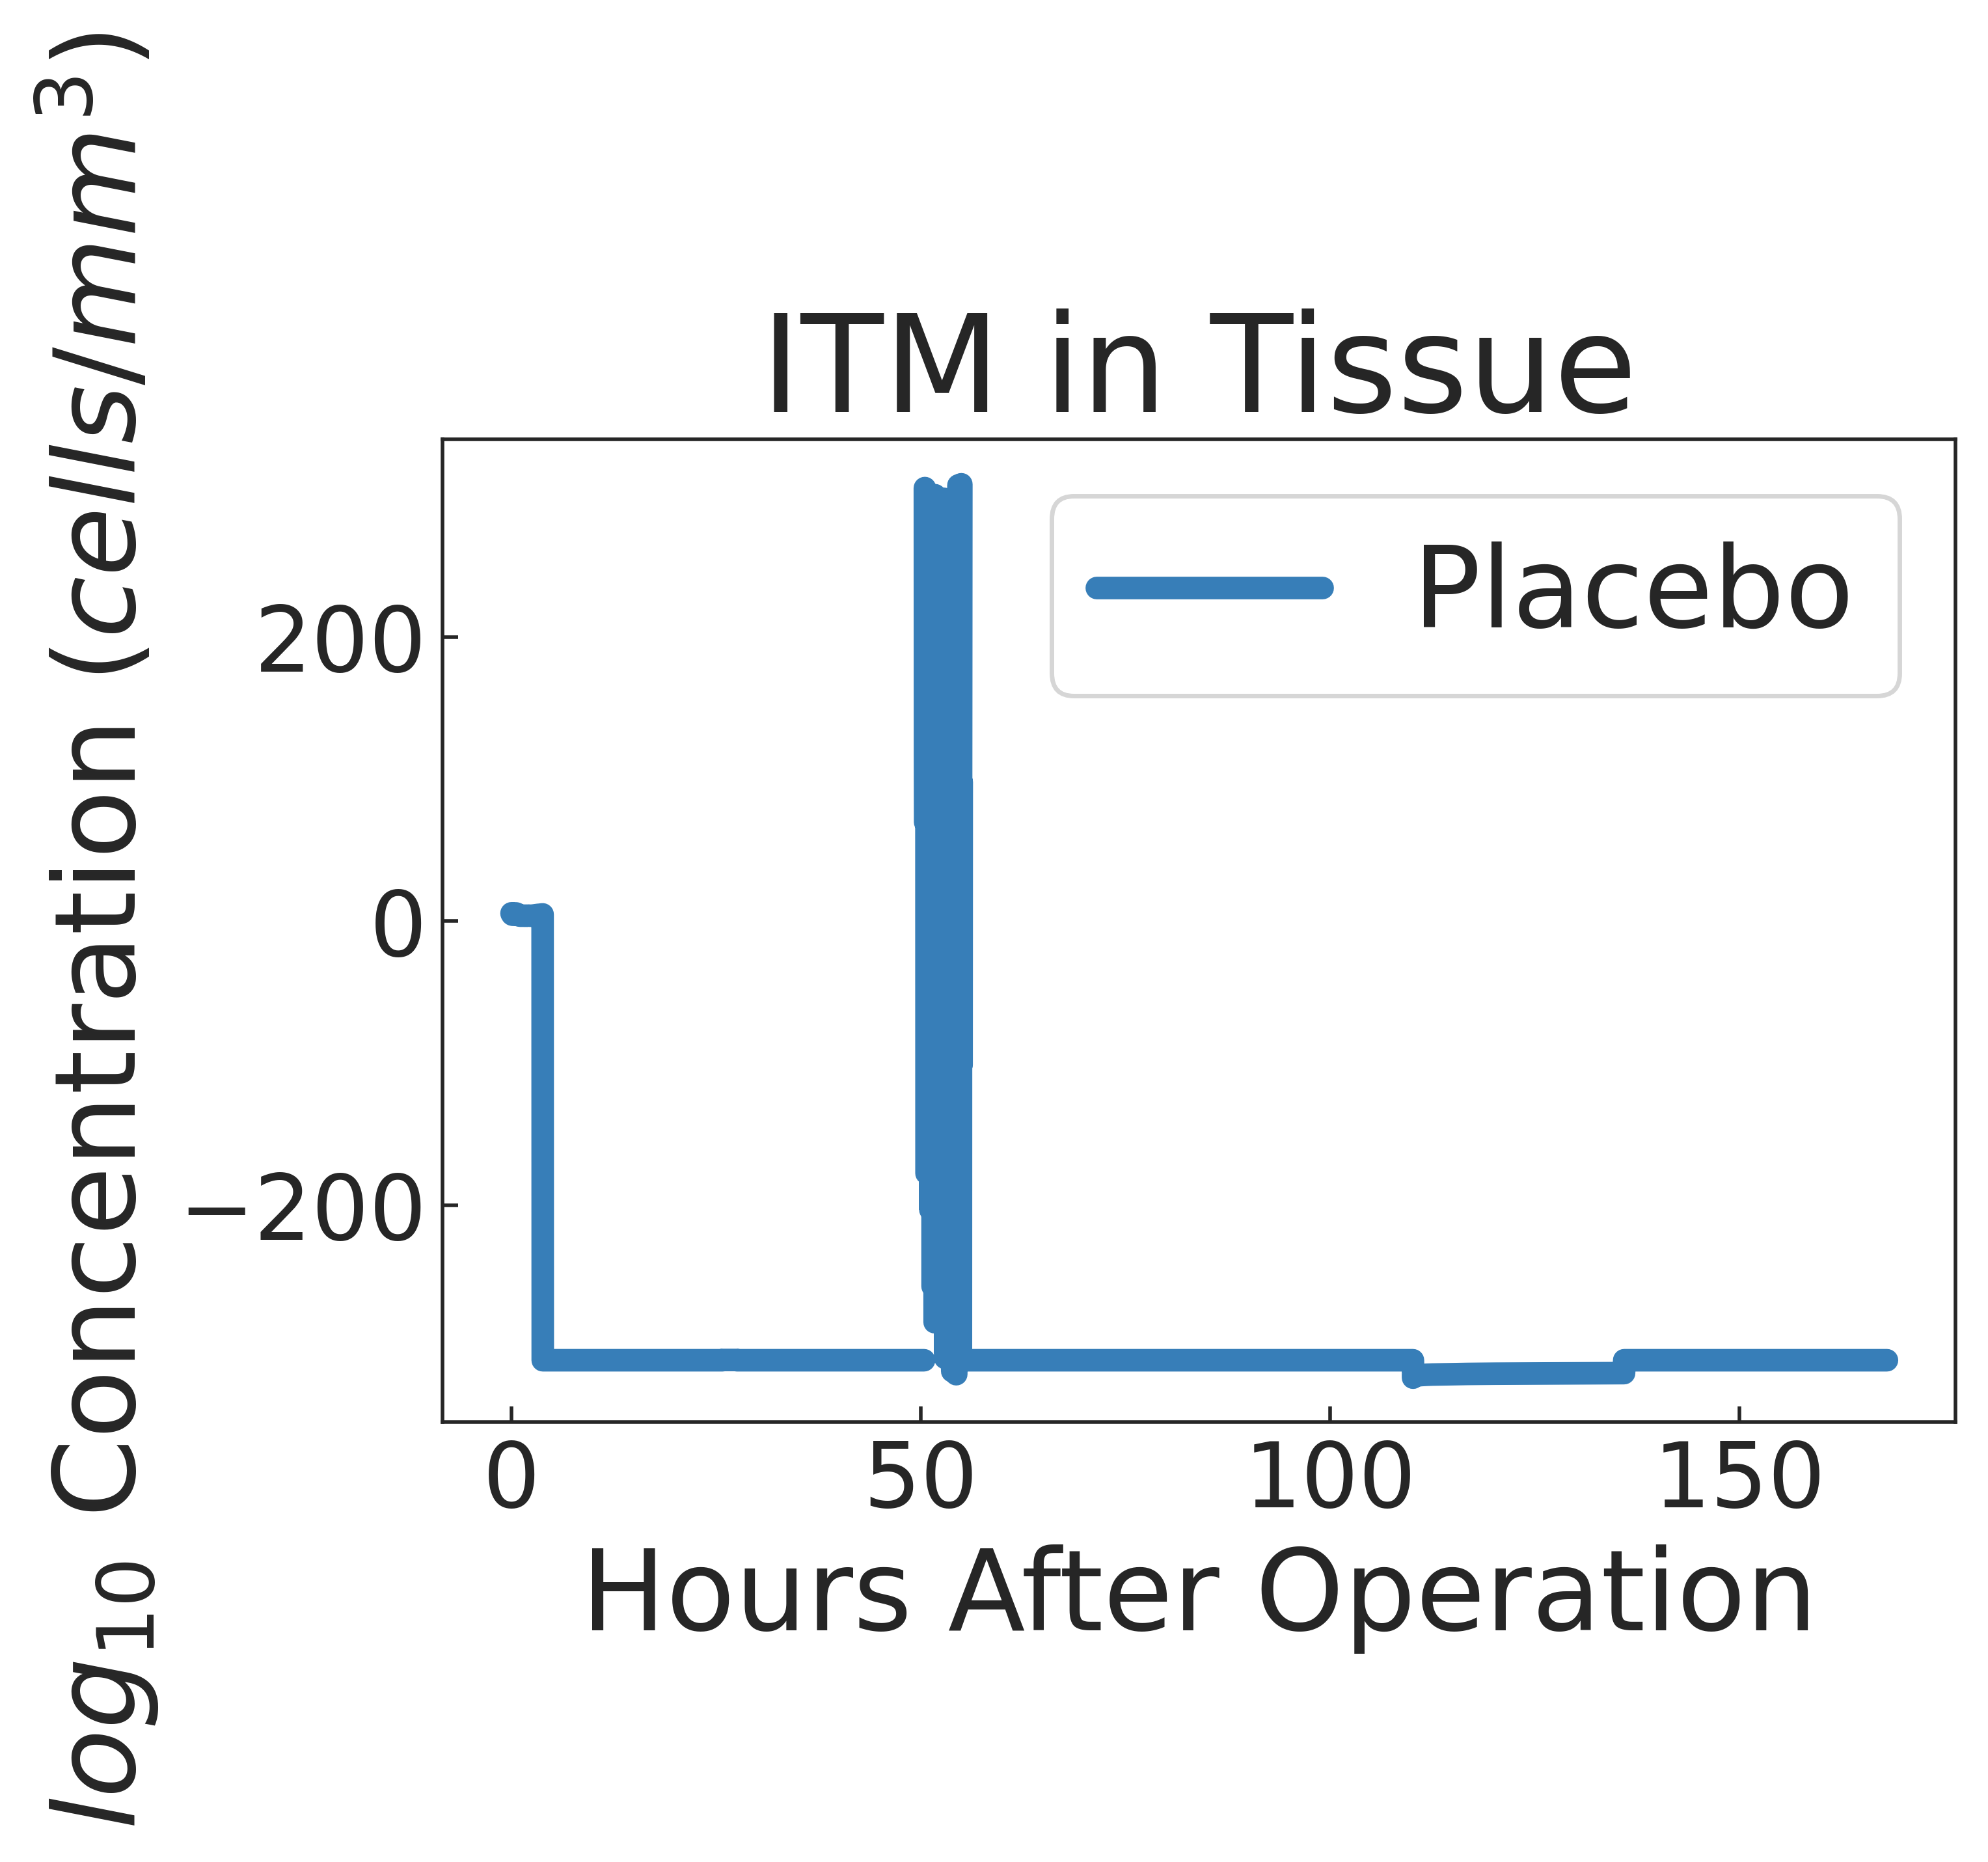 ITM in Tissue
log10 Concentration (cells/mm³)
Placebo
200
0
−200
0 50 100 150
Hours After Operation